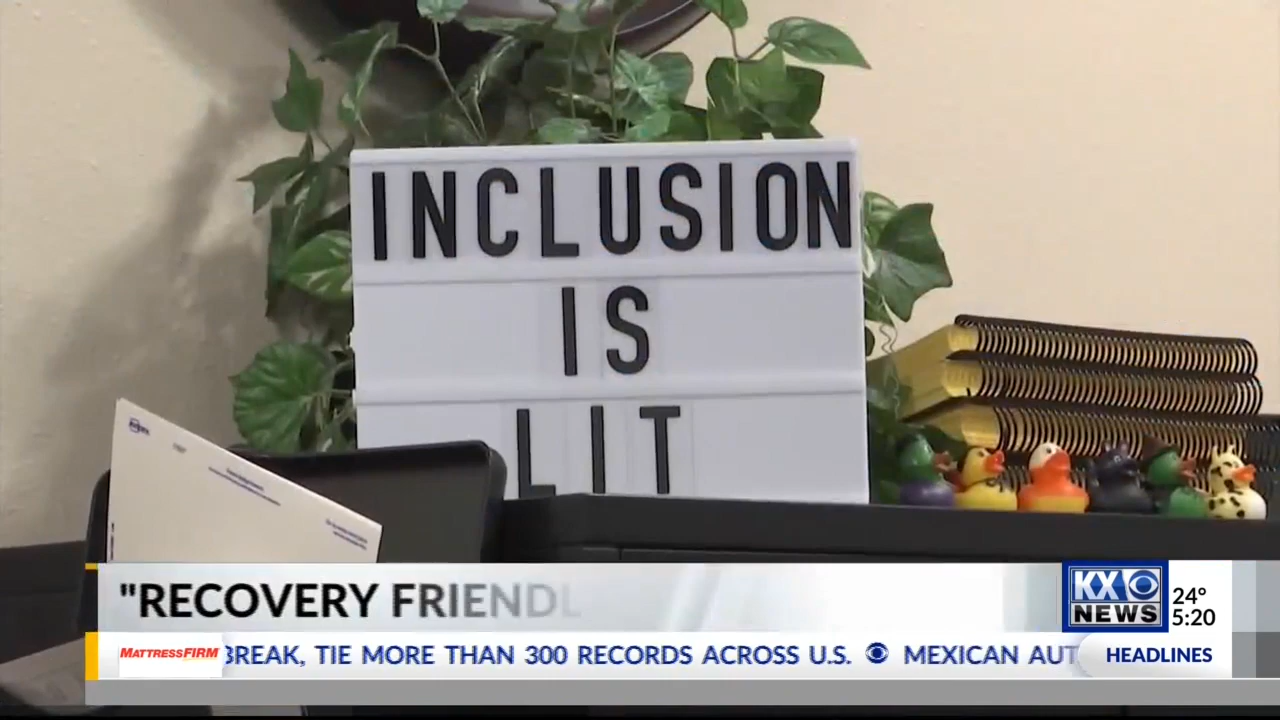 INCLUSION
IS
LIT
"RECOVERY FRIENDL
KX
NEWS
24°
5:20
MATTRESSFIRM
BREAK, TIE MORE THAN 300 RECORDS ACROSS U.S. MEXICAN AUT
HEADLINES